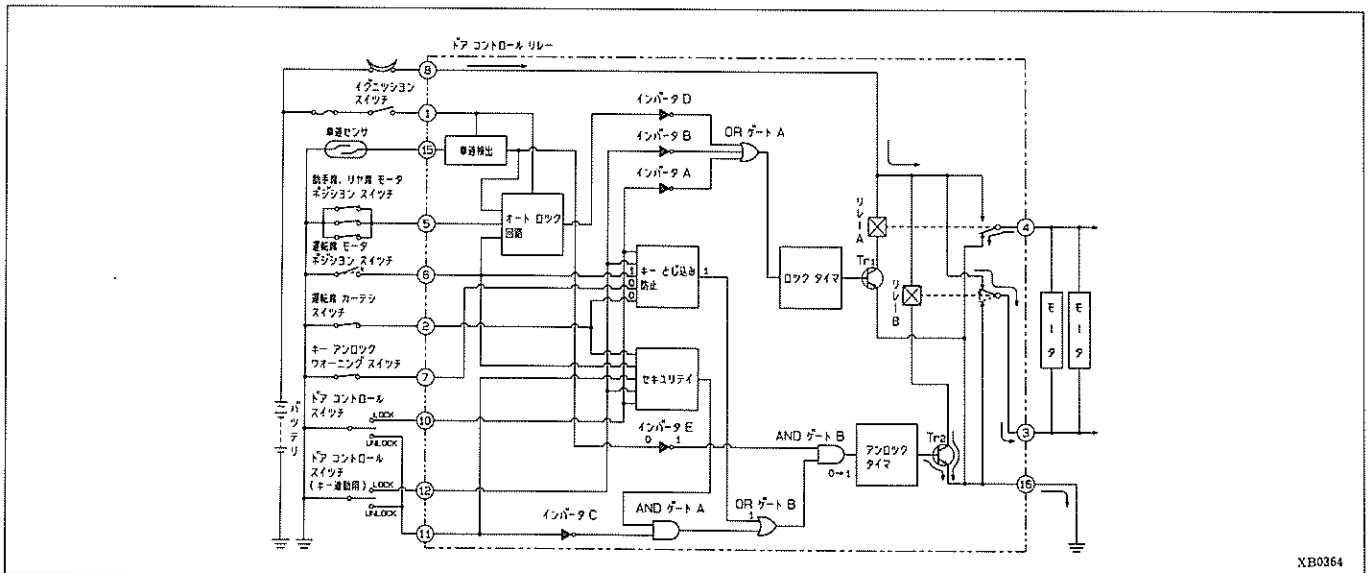 ドア コントロール リレー
8
イグニッション
スイッチ
1
車速センサ
15
車速検出
助手席、リヤ席 モータ
ポジション スイッチ
5
オート ロック
回路
運転席 モータ
ポジション スイッチ
6
運転席 カーテシ
スイッチ
2
キー アンロック
ウオーニング スイッチ
7
ドア コントロール
スイッチ
LOCK
UNLOCK
10
ドア コントロール
スイッチ
(キー連動用)
LOCK
UNLOCK
12
11
バッテリ
インバータ D
インバータ B
インバータ A
OR ゲート A
キー とじ込み
防止
1
0
0
1
セキュリティ
インバータ E
0 1
インバータ C
AND ゲート A
OR ゲート B
1
AND ゲート B
0→1
ロック タイマ
Tr1
リレー A
リレー B
アンロック
タイマ
Tr2
4
モータ
モータ
3
16
XB0364